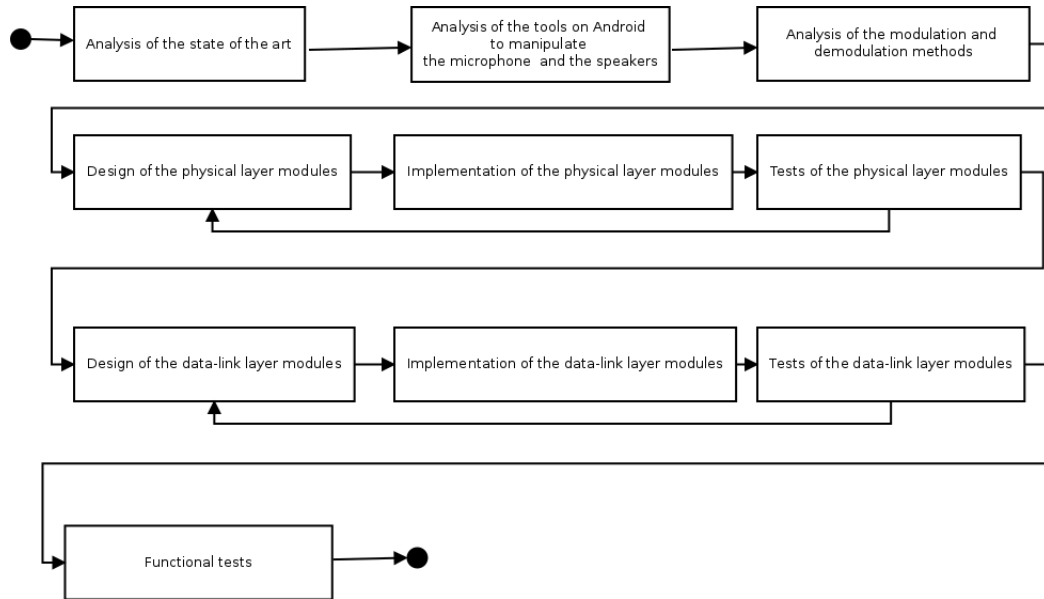 Analysis of the state of the art
Analysis of the tools on Android
to manipulate
the microphone  and the speakers
Analysis of the modulation and
demodulation methods
Design of the physical layer modules
Implementation of the physical layer modules
Tests of the physical layer modules
Design of the data-link layer modules
Implementation of the data-link layer modules
Tests of the data-link layer modules
Functional tests